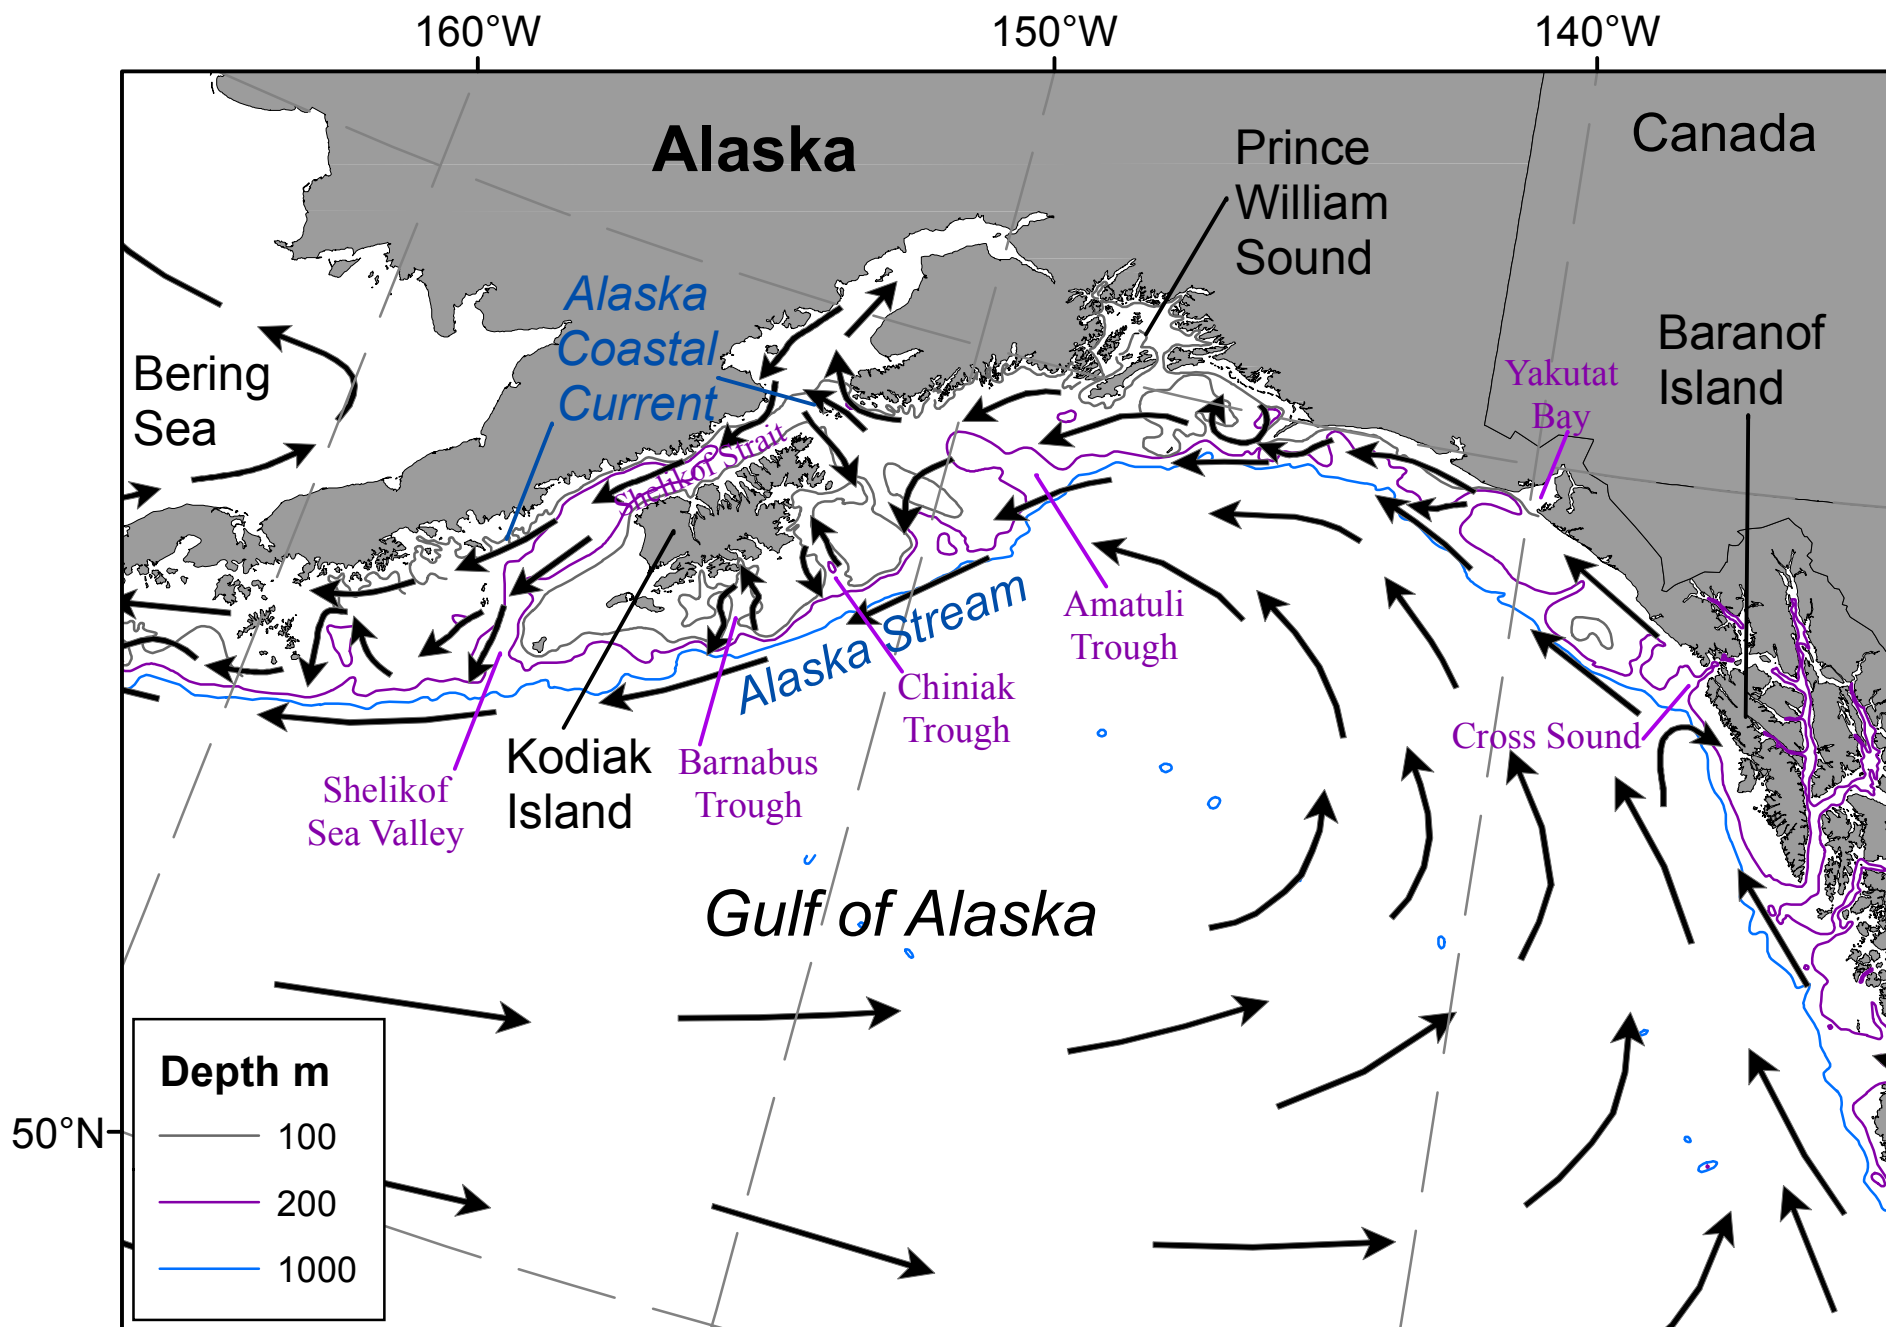 160°W
150°W
140°W
Alaska
Canada
Prince
William
Sound
Alaska
Coastal
Current
Bering
Sea
Baranof
Island
Yakutat
Bay
Shelikof Strait
Alaska Stream
Amatuli
Trough
Chiniak
Trough
Cross Sound
Kodiak
Island
Barnabus
Trough
Shelikof
Sea Valley
Gulf of Alaska
50°N
Depth m
100
200
1000